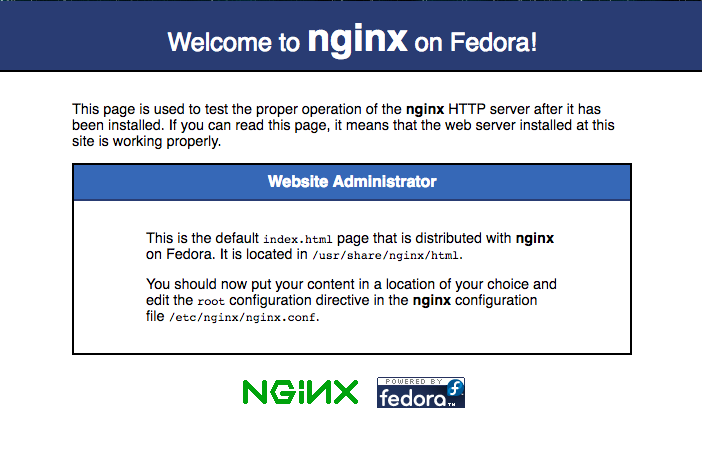 Welcome to nginx on Fedora!
This page is used to test the proper operation of the nginx HTTP server after it has
been installed. If you can read this page, it means that the web server installed at this
site is working properly.
Website Administrator
This is the default index.html page that is distributed with nginx
on Fedora. It is located in /usr/share/nginx/html.
You should now put your content in a location of your choice and
edit the root configuration directive in the nginx configuration
file /etc/nginx/nginx.conf.
NGiNX
POWERED BY
fedora™